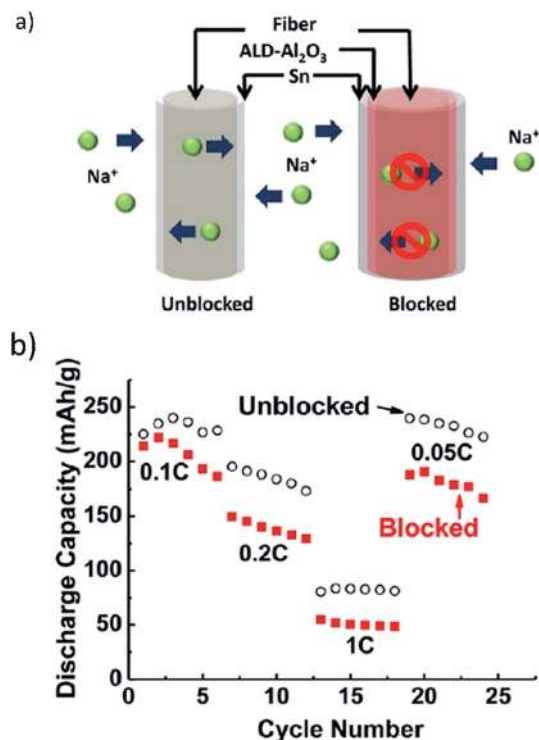 a)
Fiber
ALD-Al₂O₃
Sn
Na⁺
Na⁺
Na⁺
Unblocked
Blocked
b)
Discharge Capacity (mAh/g)
250
200
150
100
50
0
Unblocked
0.1C
0.05C
0.2C
Blocked
1C
0 5 10 15 20 25
Cycle Number